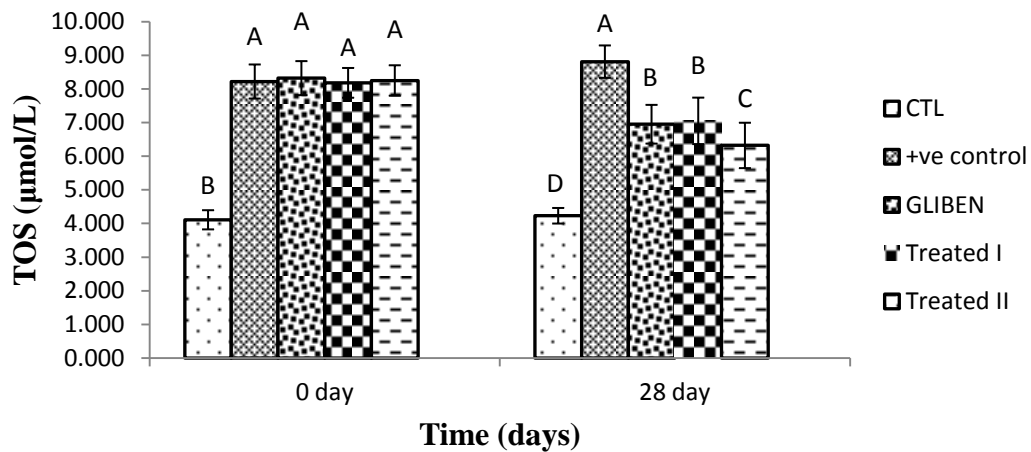 TOS (µmol/L)
10.000
9.000
8.000
7.000
6.000
5.000
4.000
3.000
2.000
1.000
0.000
B
A
A
A
A
D
A
B
B
C
0 day
28 day
Time (days)
CTL
+ve control
GLIBEN
Treated I
Treated II